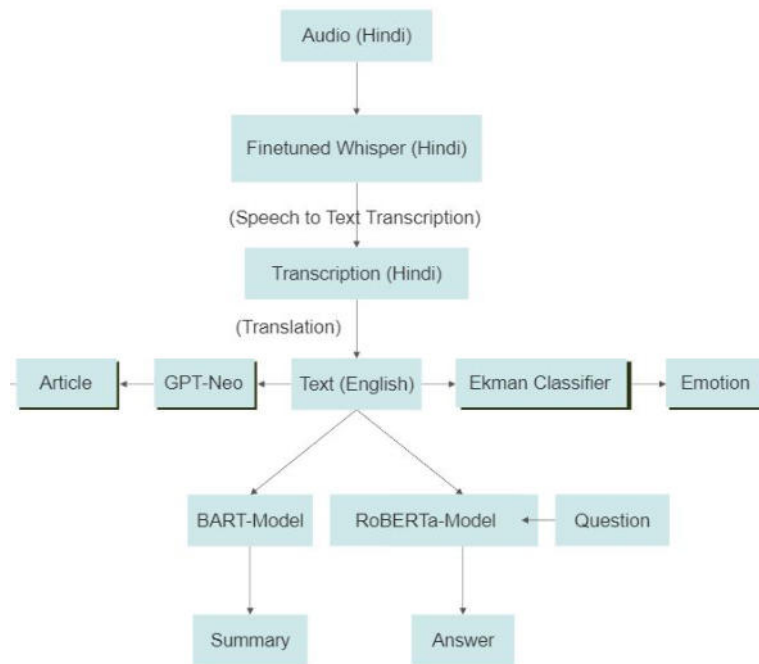 Audio (Hindi)
Finetuned Whisper (Hindi)
(Speech to Text Transcription)
Transcription (Hindi)
(Translation)
Article
GPT-Neo
Text (English)
Ekman Classifier
Emotion
BART-Model
RoBERTa-Model
Question
Summary
Answer